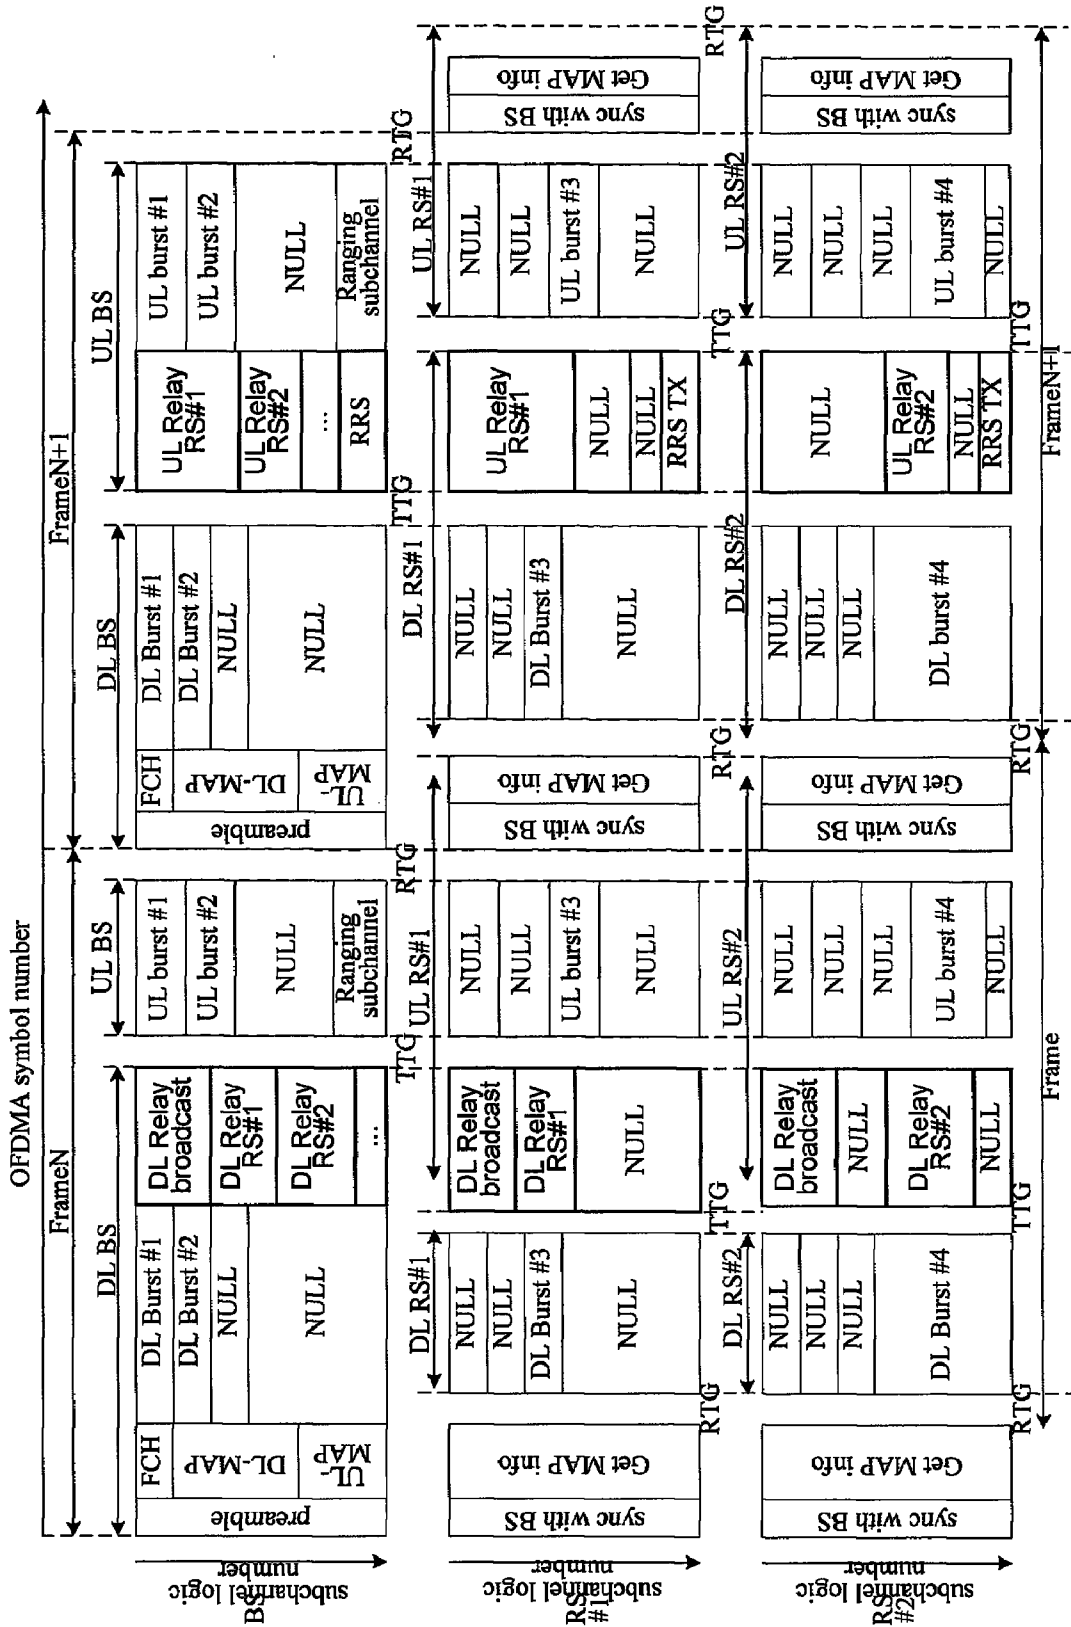 OFDMA symbol number
FrameN
FrameN+1
DL BS
UL BS
DL BS
UL BS
BS
subchannel logic
number
preamble
FCH
DL-MAP
UL-
MAP
DL Burst #1
DL Burst #2
NULL
NULL
DL Relay
broadcast
DL Relay
RS#1
DL Relay
RS#2
...
TTG
UL burst #1
UL burst #2
NULL
Ranging
subchannel
RTG
preamble
FCH
DL-MAP
UL-
MAP
DL Burst #1
DL Burst #2
NULL
NULL
TTG
UL Relay
RS#1
UL Relay
RS#2
...
RRS
UL burst #1
UL burst #2
NULL
Ranging
subchannel
RTG
RS
#1
subchannel logic
number
DL RS#1
UL RS#1
DL RS#1
UL RS#1
sync with BS
Get MAP info
RTG
NULL
NULL
DL Burst #3
NULL
TTG
DL Relay
broadcast
DL Relay
RS#1
NULL
NULL
NULL
UL burst #3
NULL
sync with BS
Get MAP info
RTG
NULL
NULL
DL Burst #3
NULL
UL Relay
RS#1
NULL
NULL
RRS TX
TTG
NULL
NULL
UL burst #3
NULL
sync with BS
Get MAP info
RTG
RS
#2
subchannel logic
number
DL RS#2
UL RS#2
DL RS#2
UL RS#2
sync with BS
Get MAP info
RTG
NULL
NULL
NULL
DL Burst #4
TTG
DL Relay
broadcast
NULL
DL Relay
RS#2
NULL
NULL
NULL
NULL
UL burst #4
NULL
sync with BS
Get MAP info
RTG
NULL
NULL
NULL
DL burst #4
NULL
UL Relay
RS#2
NULL
RRS TX
TTG
NULL
NULL
NULL
UL burst #4
NULL
sync with BS
Get MAP info
Frame
FrameN+1